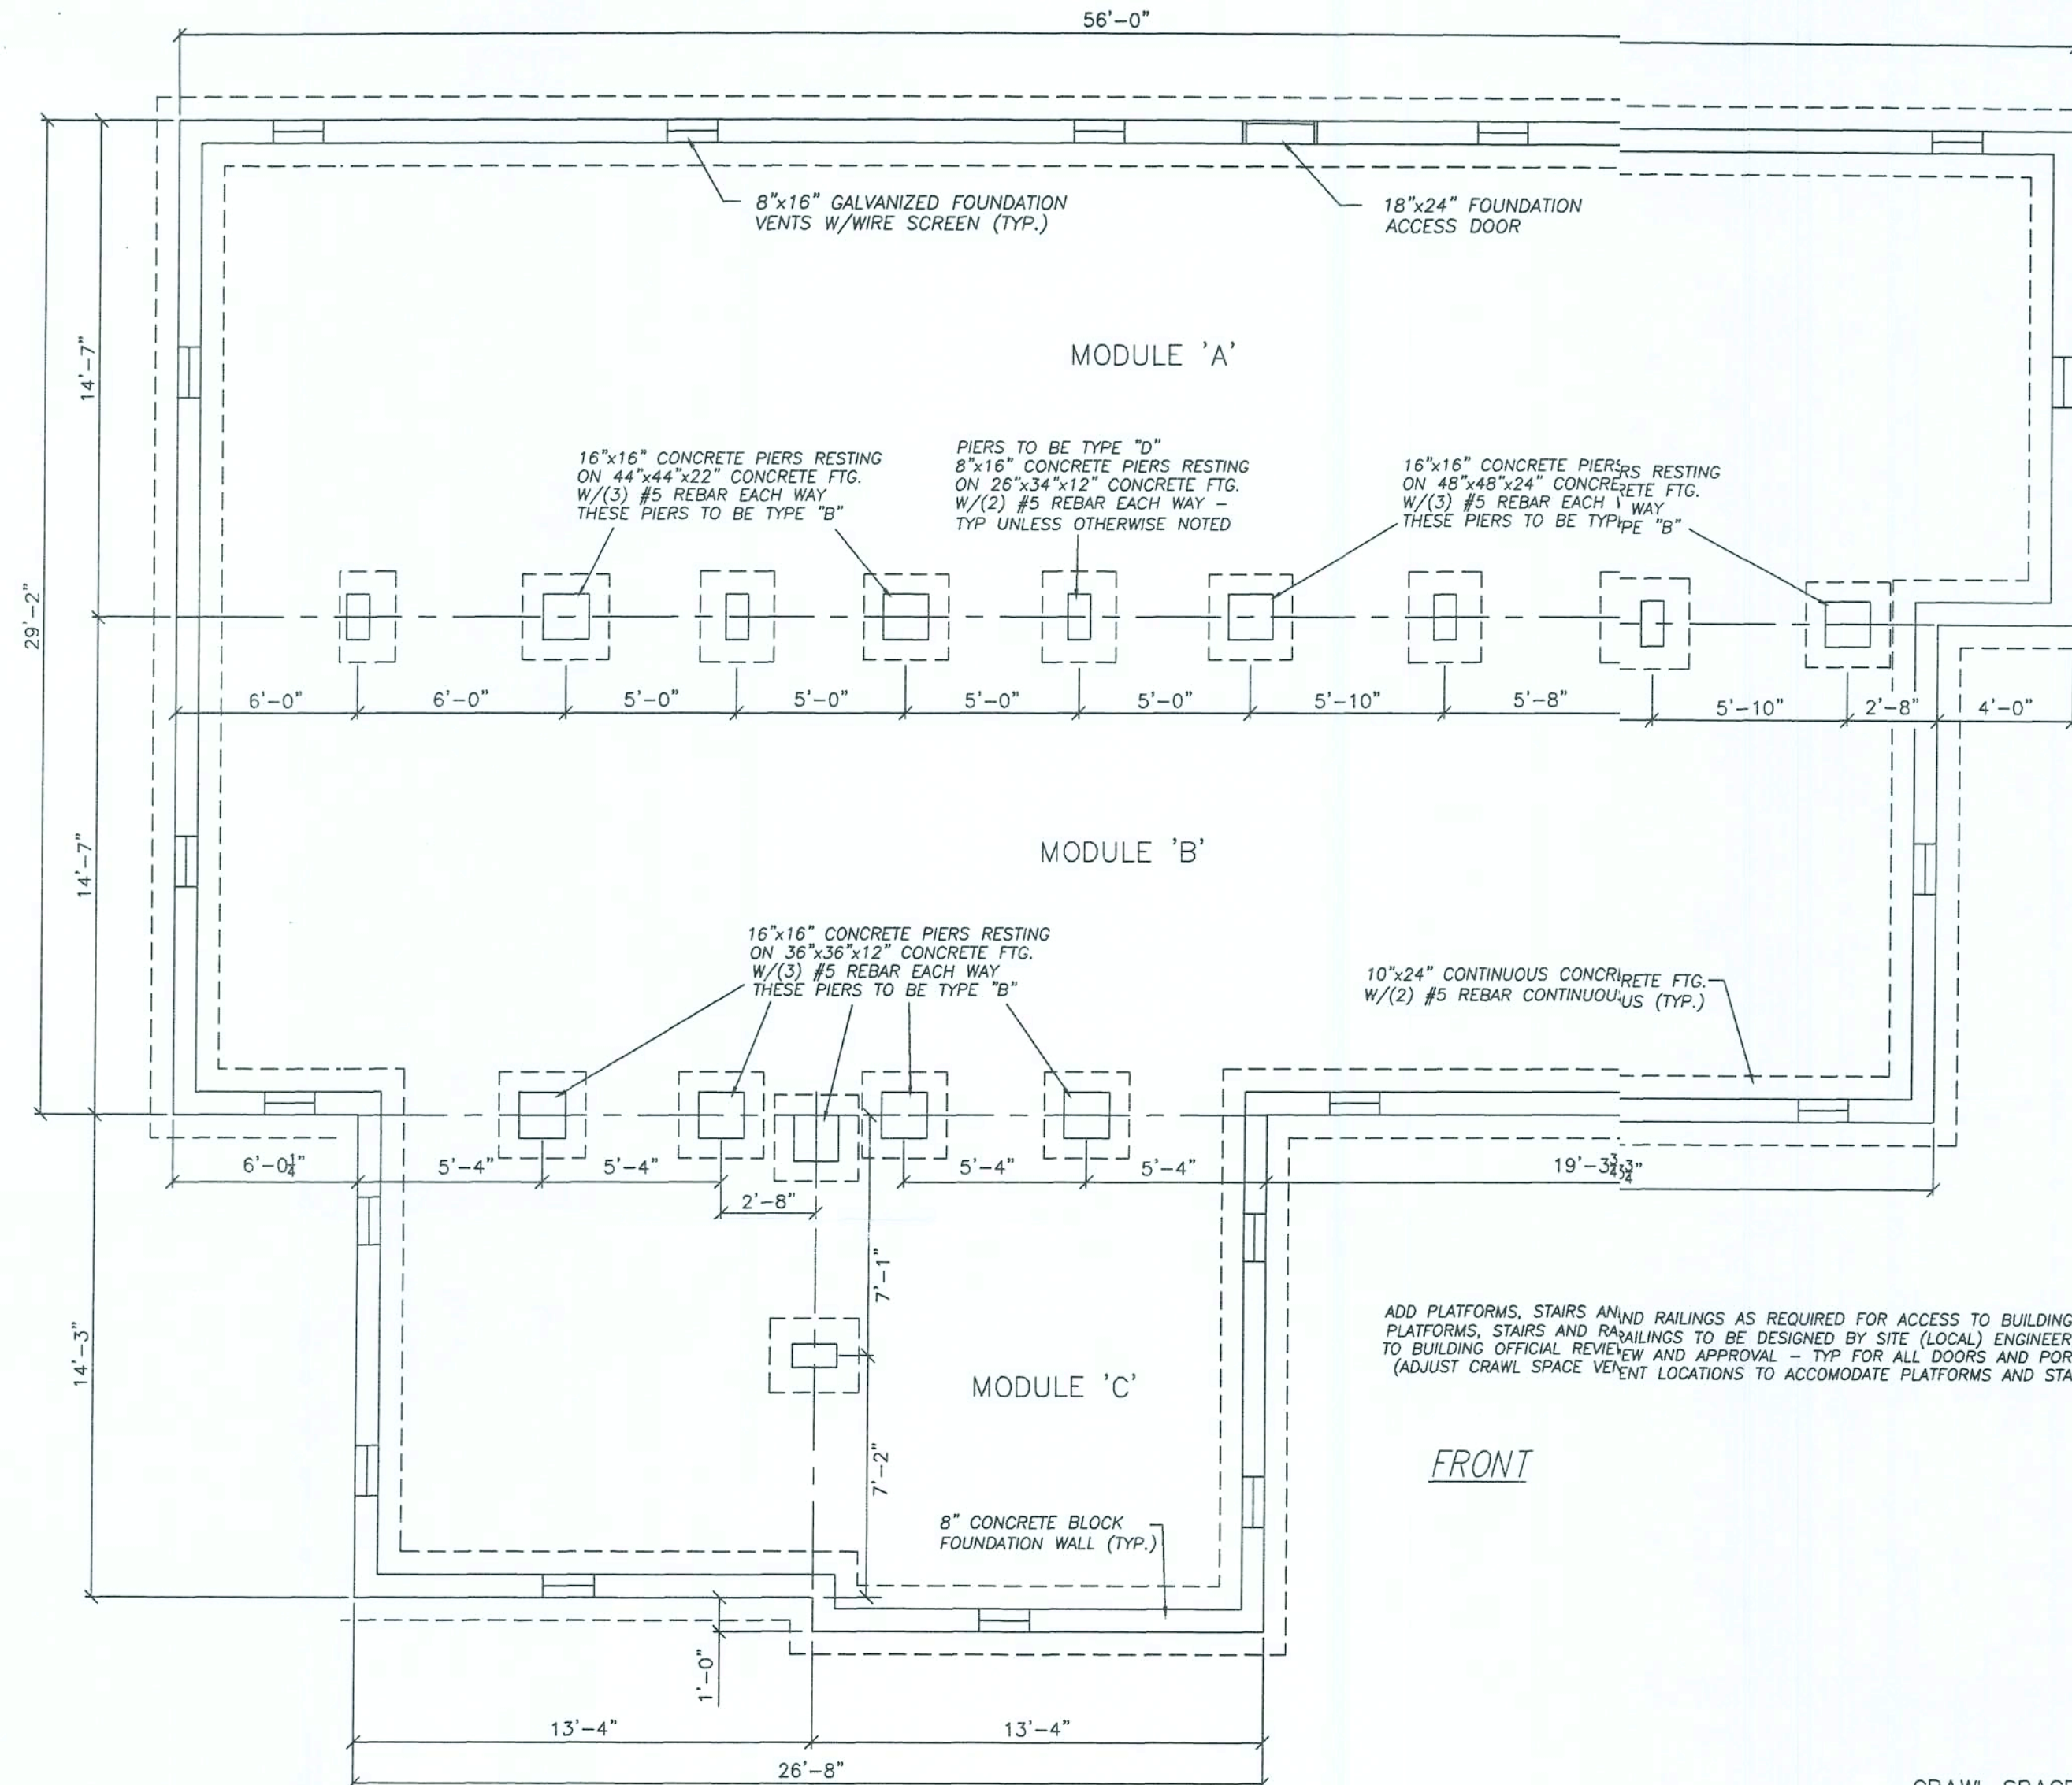 56'-0"
8"x16" GALVANIZED FOUNDATION
VENTS W/WIRE SCREEN (TYP.)
18"x24" FOUNDATION
ACCESS DOOR
14'-7"
29'-2"
MODULE 'A'
16"x16" CONCRETE PIERS RESTING
ON 44"x44"x22" CONCRETE FTG.
W/(3) #5 REBAR EACH WAY
THESE PIERS TO BE TYPE "B"
PIERS TO BE TYPE "D"
8"x16" CONCRETE PIERS RESTING
ON 26"x34"x12" CONCRETE FTG.
W/(2) #5 REBAR EACH WAY –
TYP UNLESS OTHERWISE NOTED
16"x16" CONCRETE PIERS RESTING
ON 48"x48"x24" CONCRETE FTG.
W/(3) #5 REBAR EACH WAY
THESE PIERS TO BE TYPE "B"
6'-0"
6'-0"
5'-0"
5'-0"
5'-0"
5'-0"
5'-10"
5'-8"
5'-10"
2'-8"
4'-0"
14'-7"
MODULE 'B'
16"x16" CONCRETE PIERS RESTING
ON 36"x36"x12" CONCRETE FTG.
W/(3) #5 REBAR EACH WAY
THESE PIERS TO BE TYPE "B"
10"x24" CONTINUOUS CONCRETE FTG.
W/(2) #5 REBAR CONTINUOUS (TYP.)
6'-0¼"
5'-4"
5'-4"
5'-4"
5'-4"
19'-3¾"
2'-8"
7'-1"
14'-3"
ADD PLATFORMS, STAIRS AND RAILINGS AS REQUIRED FOR ACCESS TO BUILDING
PLATFORMS, STAIRS AND RAILINGS TO BE DESIGNED BY SITE (LOCAL) ENGINEER
TO BUILDING OFFICIAL REVIEW AND APPROVAL – TYP FOR ALL DOORS AND POR
(ADJUST CRAWL SPACE VENT LOCATIONS TO ACCOMODATE PLATFORMS AND STA
MODULE 'C'
7'-2"
FRONT
8" CONCRETE BLOCK
FOUNDATION WALL (TYP.)
1'-0"
13'-4"
13'-4"
26'-8"